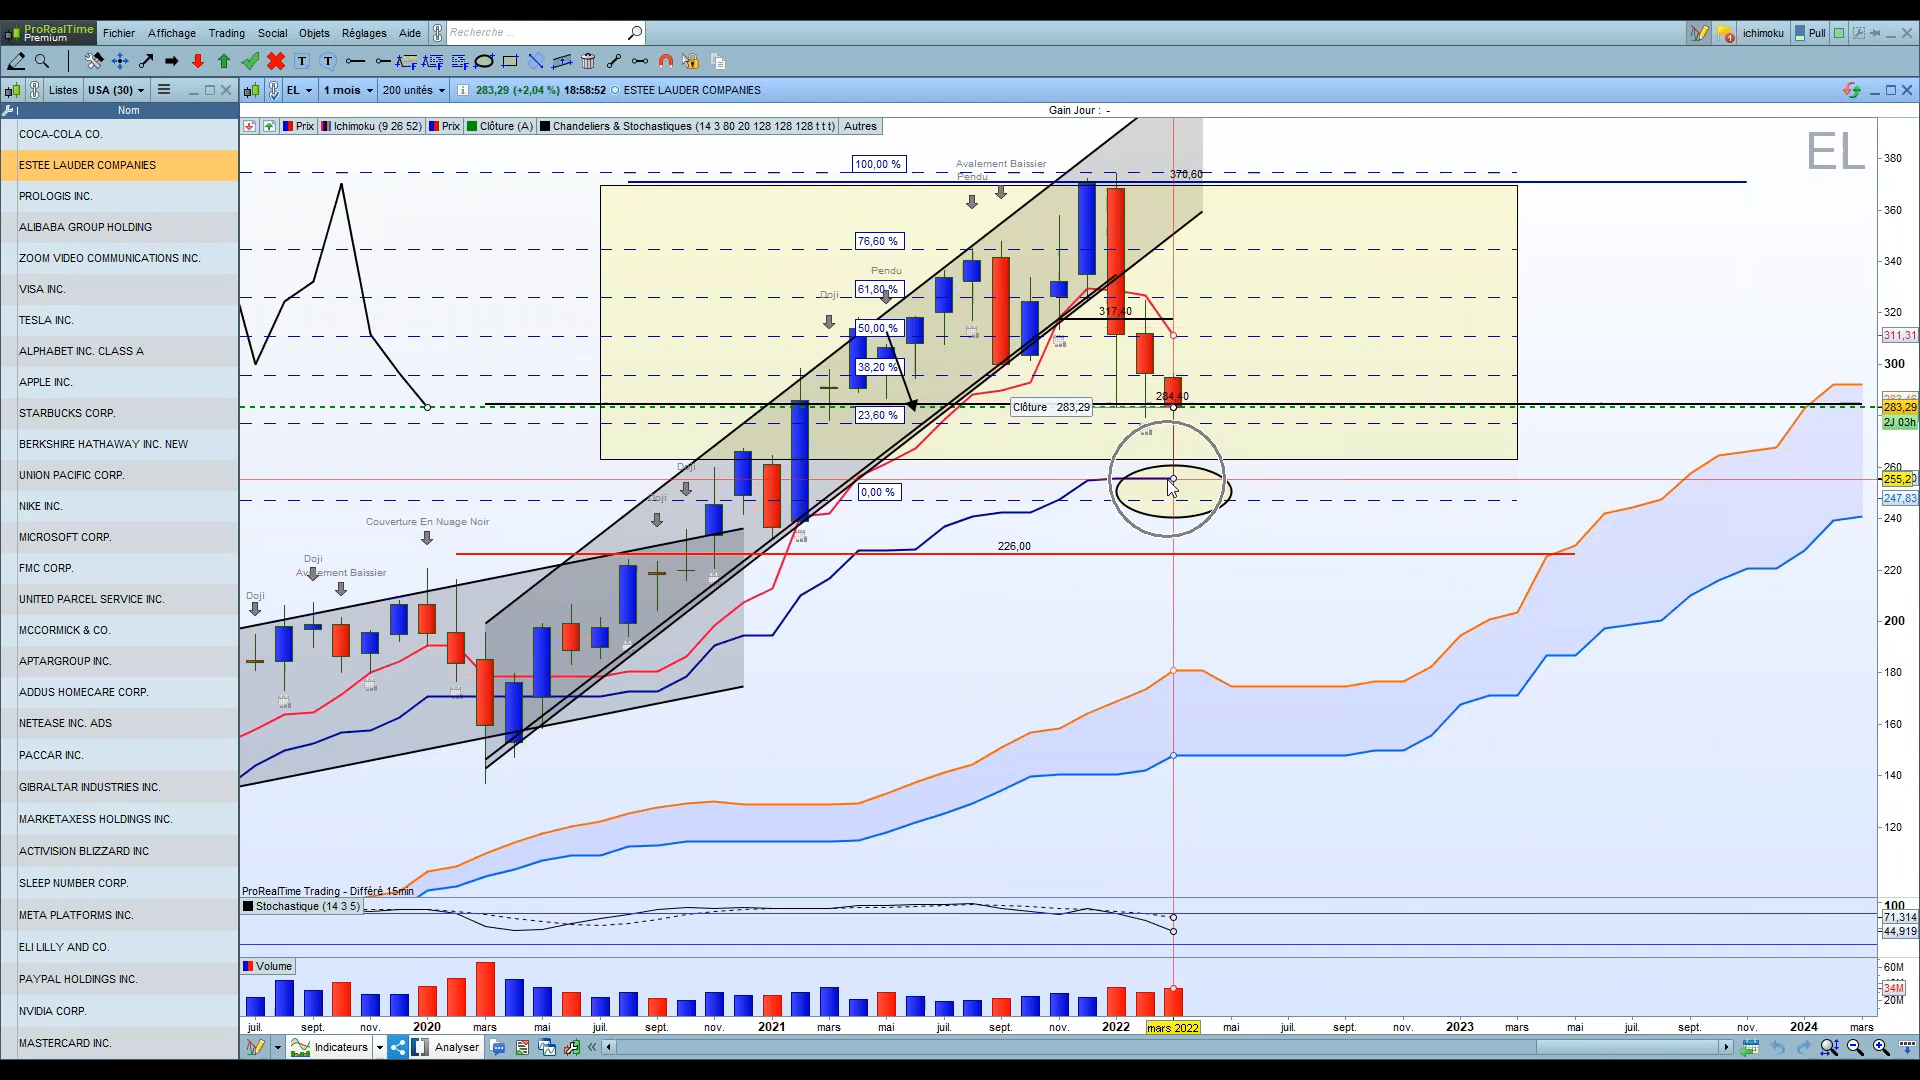 ProRealTime
Premium
Fichier Affichage Trading Social Objets Réglages Aide Recherche ... ichimoku Pull
Listes USA (30) EL 1 mois 200 unités 283,29 (+2,04 %) 18:58:52 ESTEE LAUDER COMPANIES
Nom
Gain Jour : -
Prix Ichimoku (9 26 52) Prix Clôture (A) Chandeliers & Stochastiques (14 3 80 20 128 128 128 t t t) Autres
COCA-COLA CO.
ESTEE LAUDER COMPANIES
PROLOGIS INC.
ALIBABA GROUP HOLDING
ZOOM VIDEO COMMUNICATIONS INC.
VISA INC.
TESLA INC.
ALPHABET INC. CLASS A
APPLE INC.
STARBUCKS CORP.
BERKSHIRE HATHAWAY INC. NEW
UNION PACIFIC CORP.
NIKE INC.
MICROSOFT CORP.
FMC CORP.
UNITED PARCEL SERVICE INC.
MCCORMICK & CO.
APTARGROUP INC.
ADDUS HOMECARE CORP.
NETEASE INC. ADS
PACCAR INC.
GIBRALTAR INDUSTRIES INC.
MARKETAXESS HOLDINGS INC.
ACTIVISION BLIZZARD INC
SLEEP NUMBER CORP.
META PLATFORMS INC.
ELI LILLY AND CO.
PAYPAL HOLDINGS INC.
NVIDIA CORP.
MASTERCARD INC.
EL
100,00 %
Avalement Baissier
Pendu
370,60
76,60 %
Pendu
61,80 %
Doji
317,40
50,00 %
38,20 %
284,40
Clôture 283,29
23,60 %
Doji
0,00 %
Doji
Couverture En Nuage Noir
226,00
Doji
Avalement Baissier
Doji
380
360
340
320
311,31
300
283,29
2J 03h
260
255,2
247,83
240
220
200
180
160
140
120
ProRealTime Trading - Différé 15min
Stochastique (14 3 5)
100
71,314
44,919
Volume
60M
34M
20M
juil. sept. nov. 2020 mars mai juil. sept. nov. 2021 mars mai juil. sept. nov. 2022 mars 2022 mai juil. sept. nov. 2023 mars mai juil. sept. nov. 2024 mars
Indicateurs Analyser